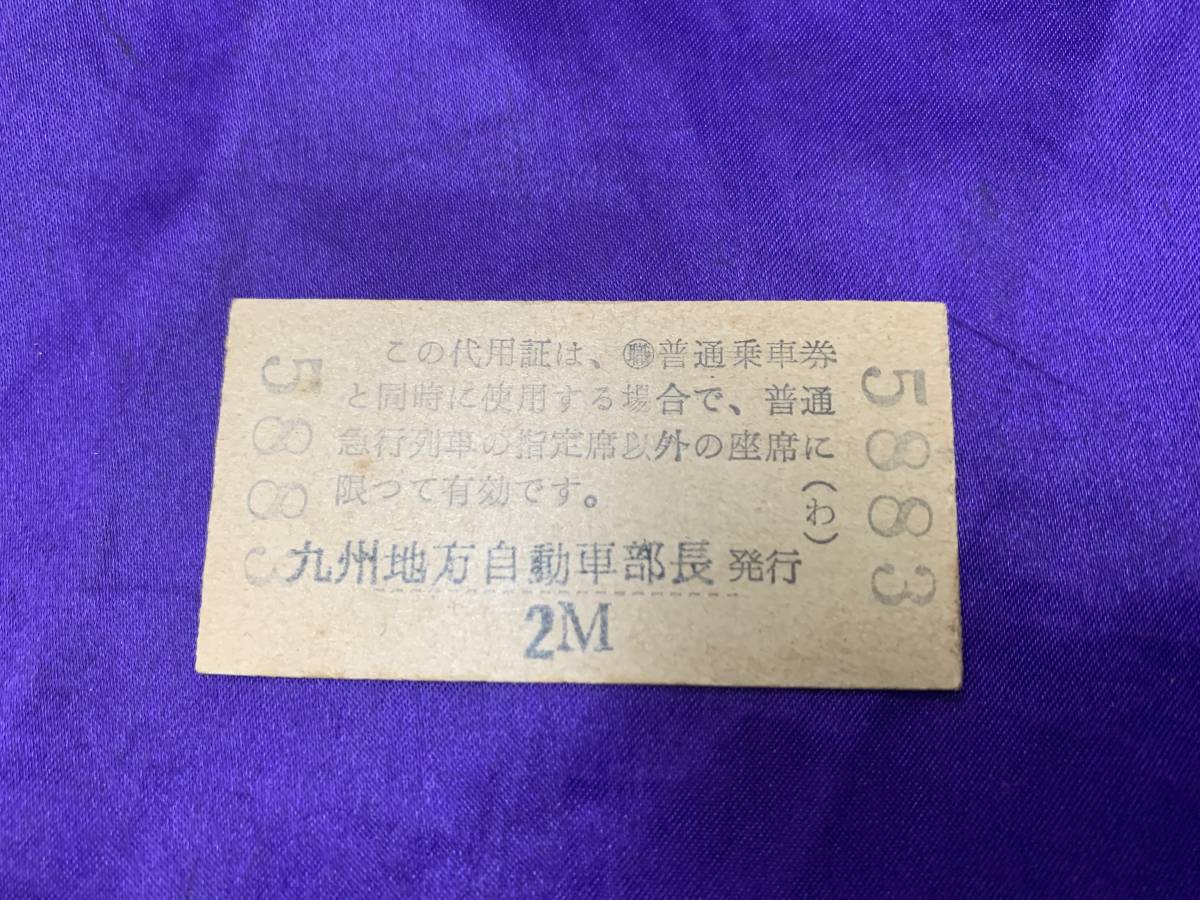 この代用証は、㊩普通乗車券
と同時に使用する場合で、普通
急行列車の指定席以外の座席に
限つて有効です。
(わ)
九州地方自動車部長 発行
2M
5883
5883